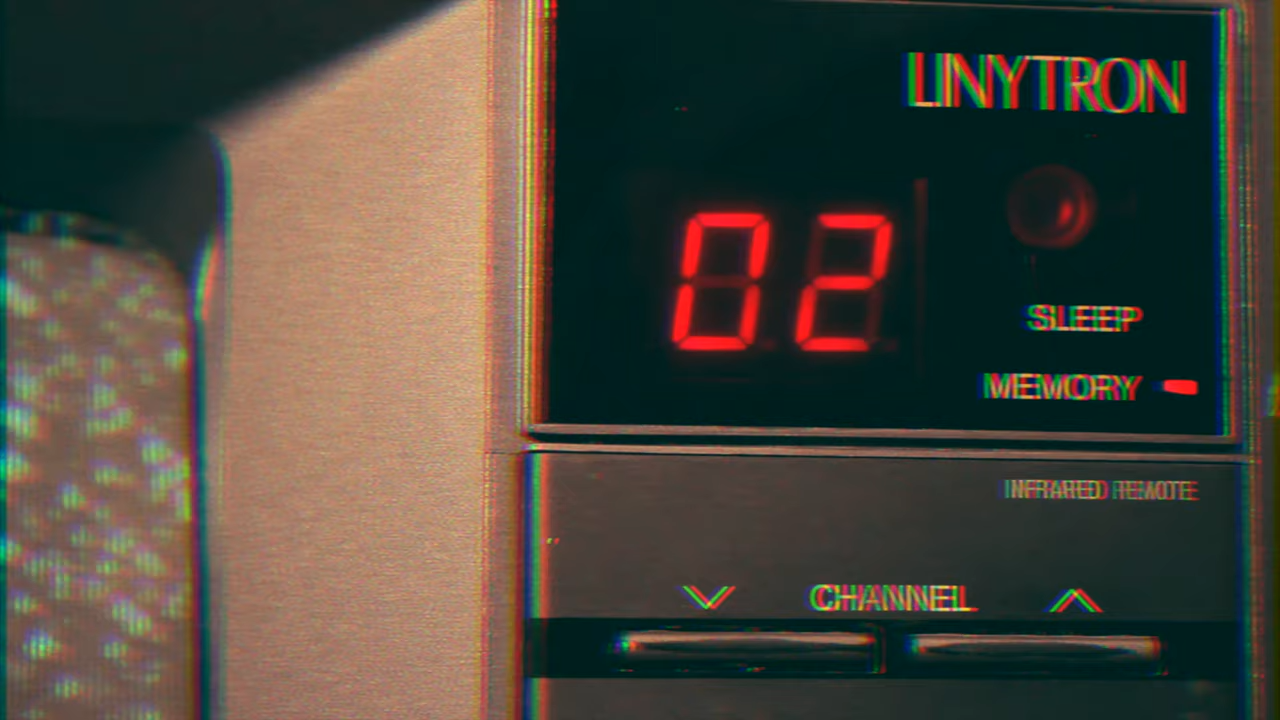 LINYTRON
02
SLEEP
MEMORY
INFRARED REMOTE
CHANNEL